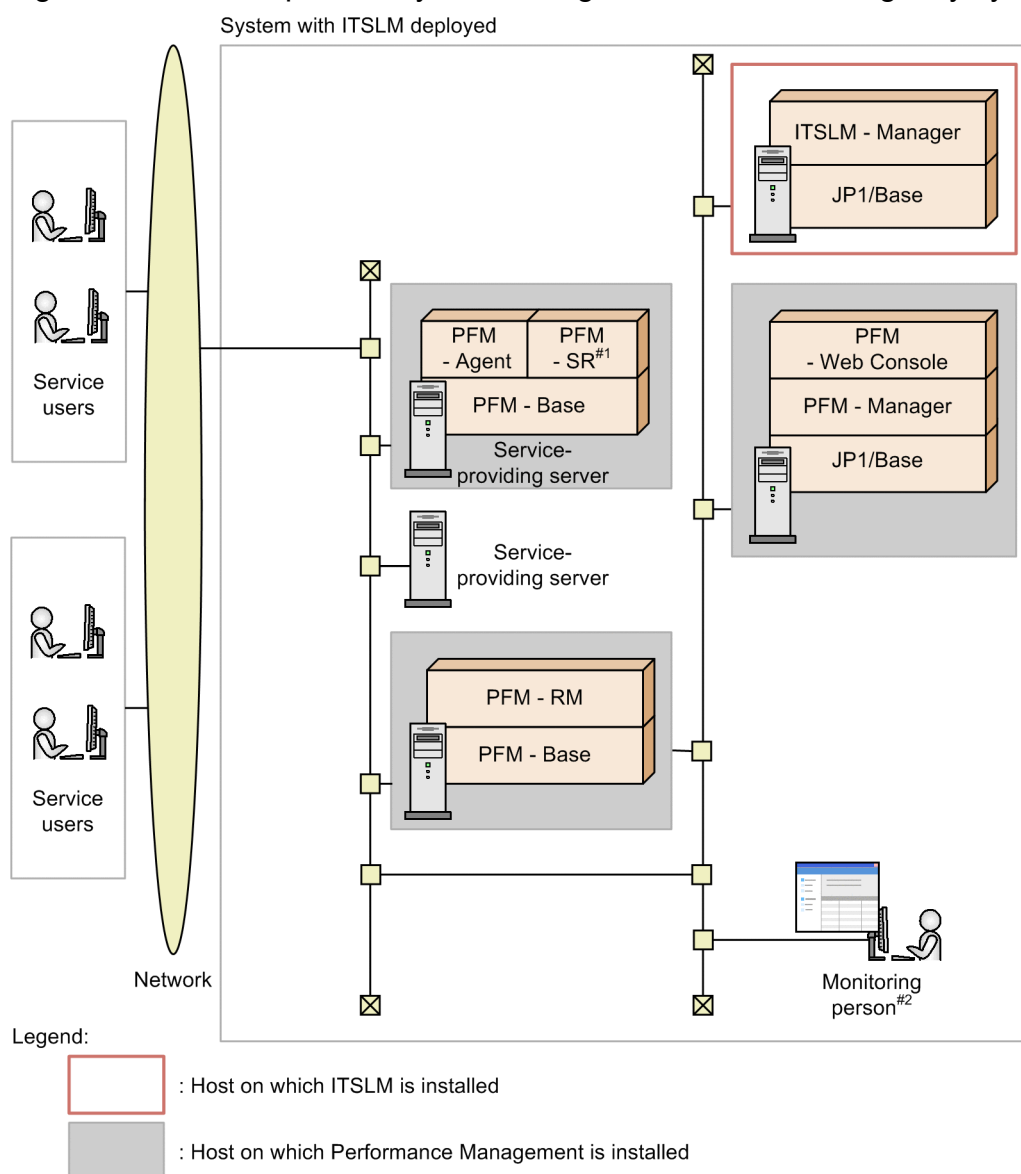 System with ITSLM deployed
ITSLM - Manager
JP1/Base
PFM
- Agent
PFM
- SR#1
PFM - Base
Service-
providing server
PFM
- Web Console
PFM - Manager
JP1/Base
Service
users
Service-
providing server
PFM - RM
PFM - Base
Service
users
Network
Monitoring
person#2
Legend:
: Host on which ITSLM is installed
: Host on which Performance Management is installed